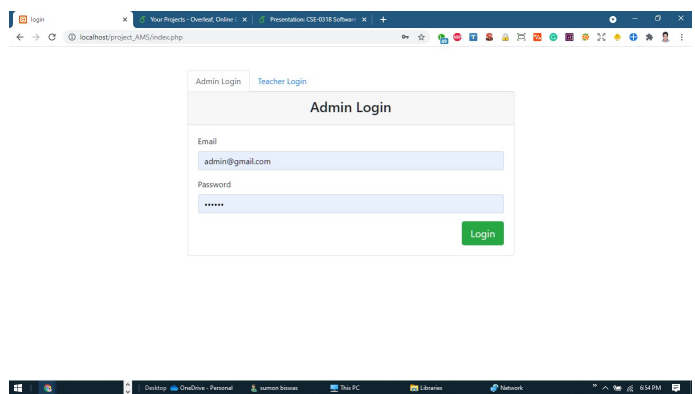 login
Your Projects - Overleaf, Online
Presentation: CSE-0318 Software
localhost/project_AMS/index.php
Admin Login
Teacher Login
Admin Login
Email
admin@gmail.com
Password
••••••
Login
Desktop
OneDrive - Personal
sumon biswas
This PC
Libraries
Network
6:54 PM